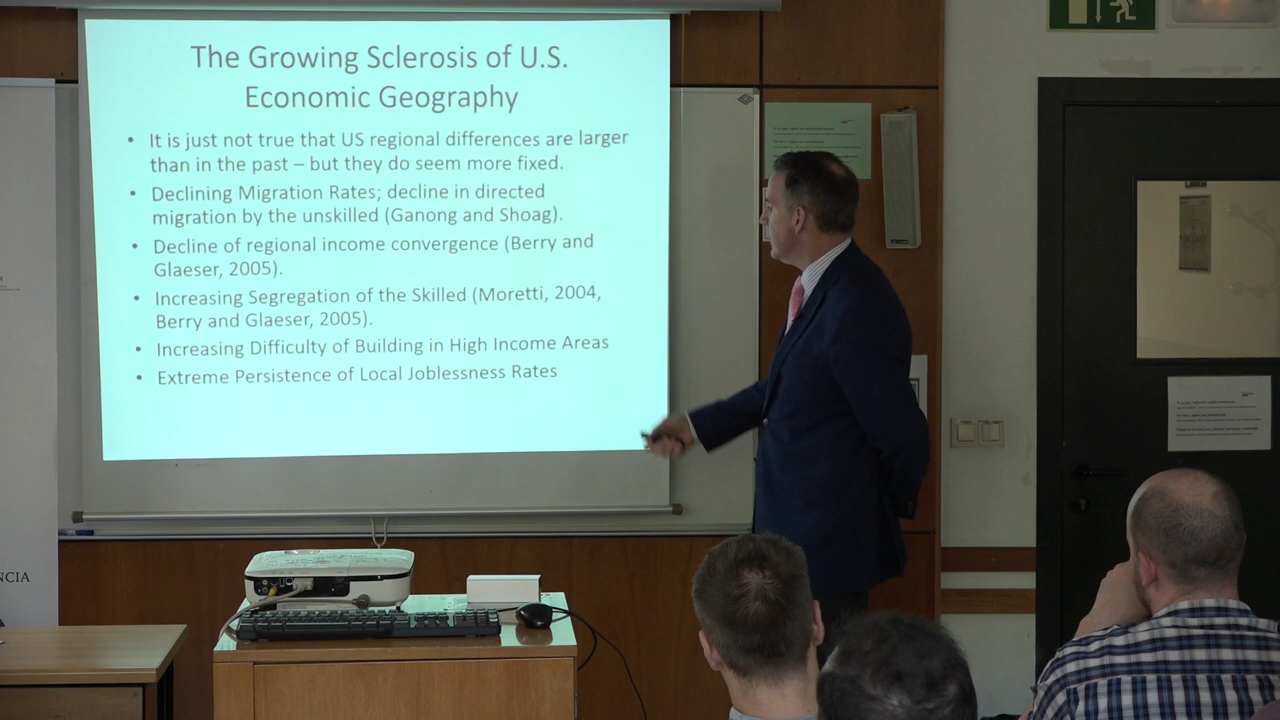 The Growing Sclerosis of U.S.
Economic Geography
• It is just not true that US regional differences are larger
than in the past – but they do seem more fixed.
• Declining Migration Rates; decline in directed
migration by the unskilled (Ganong and Shoag).
• Decline of regional income convergence (Berry and
Glaeser, 2005).
• Increasing Segregation of the Skilled (Moretti, 2004,
Berry and Glaeser, 2005).
• Increasing Difficulty of Building in High Income Areas
• Extreme Persistence of Local Joblessness Rates
NCIA